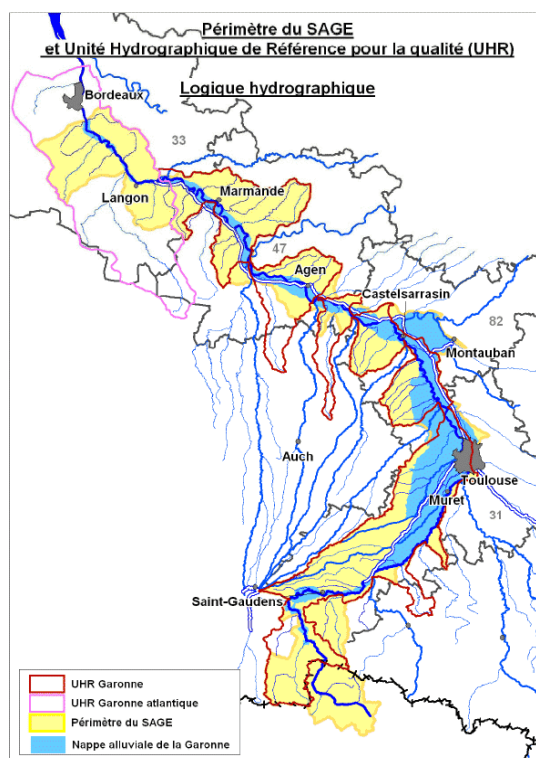 Périmètre du SAGE
et Unité Hydrographique de Référence pour la qualité (UHR)
Logique hydrographique
Bordeaux
33
Langon
Marmande
47
Agen
Castelsarrasin
82
Montauban
Auch
Toulouse
Muret
31
Saint-Gaudens
UHR Garonne
UHR Garonne atlantique
Périmètre du SAGE
Nappe alluviale de la Garonne